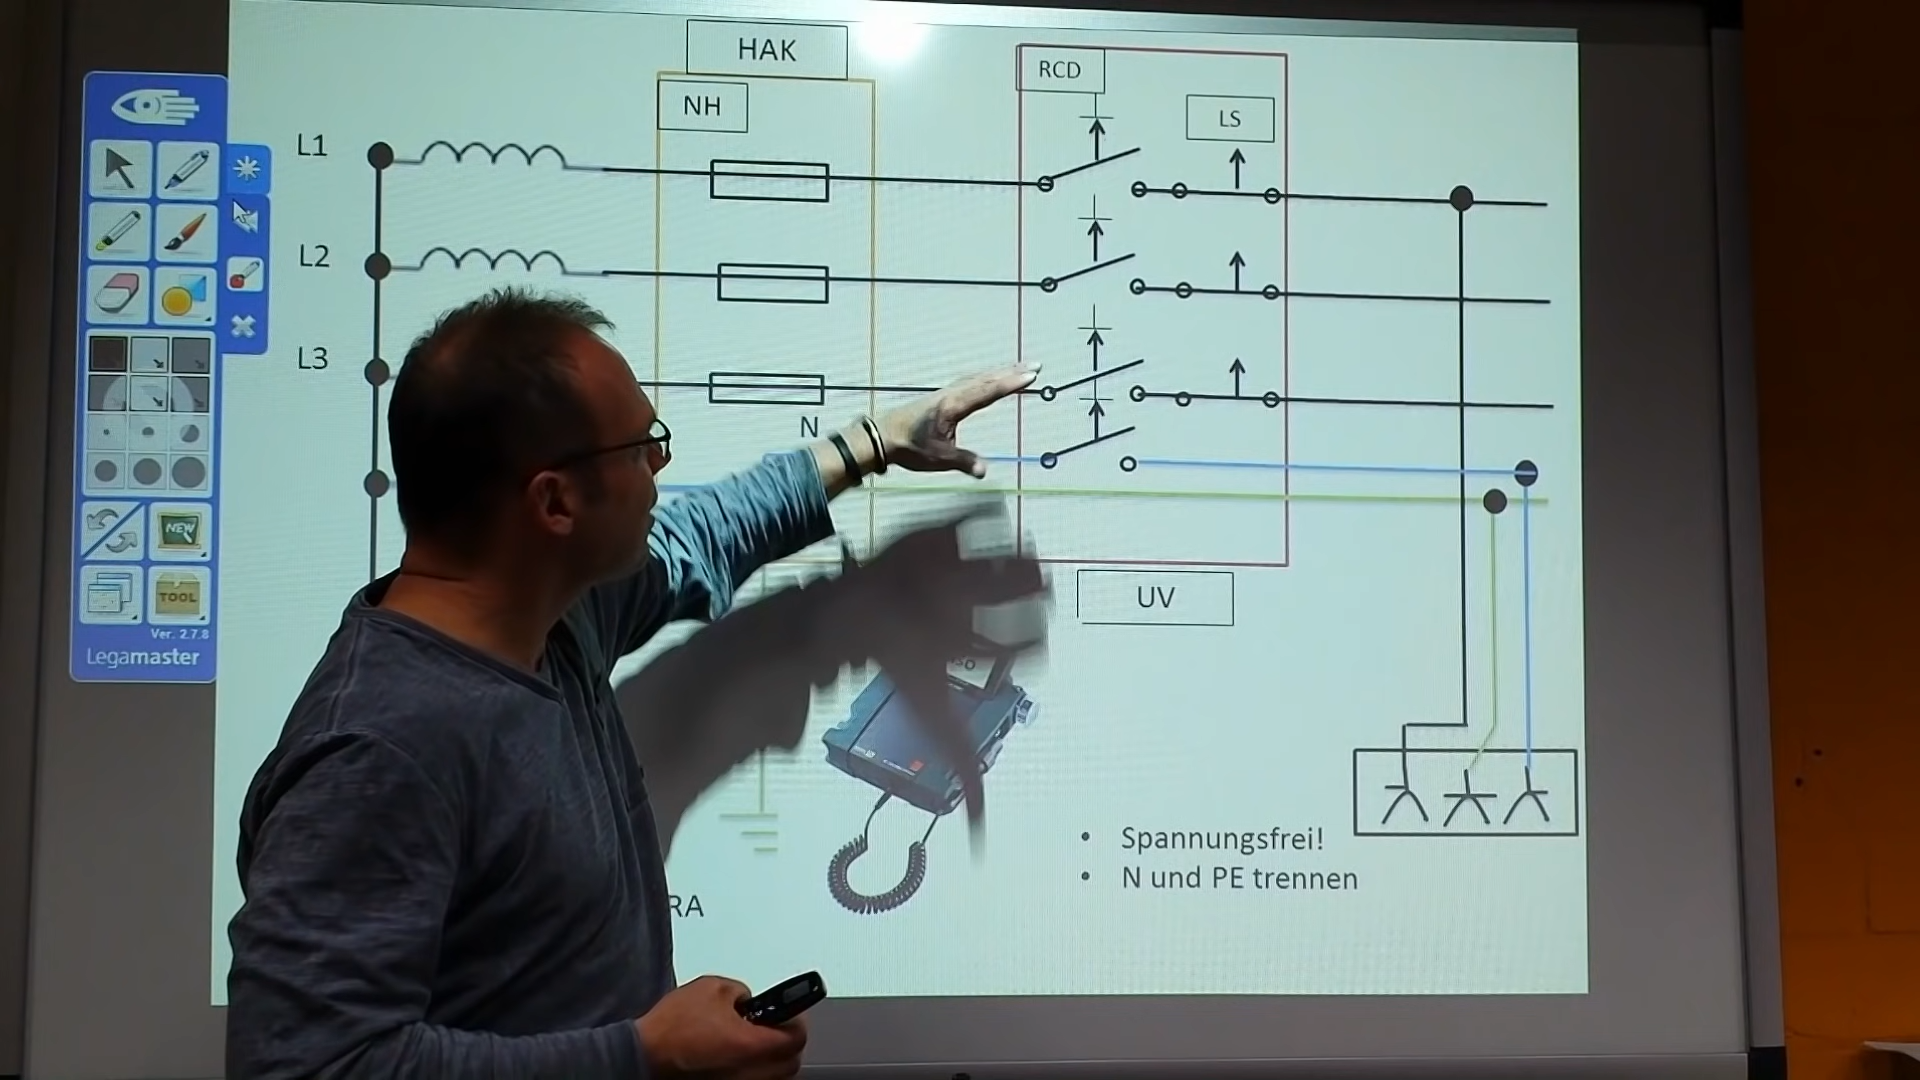 HAK
RCD
NH
LS
L1
L2
L3
N
NEW
TOOL
Ver. 2.7.8
Legamaster
UV
Spannungsfrei!
N und PE trennen
RA